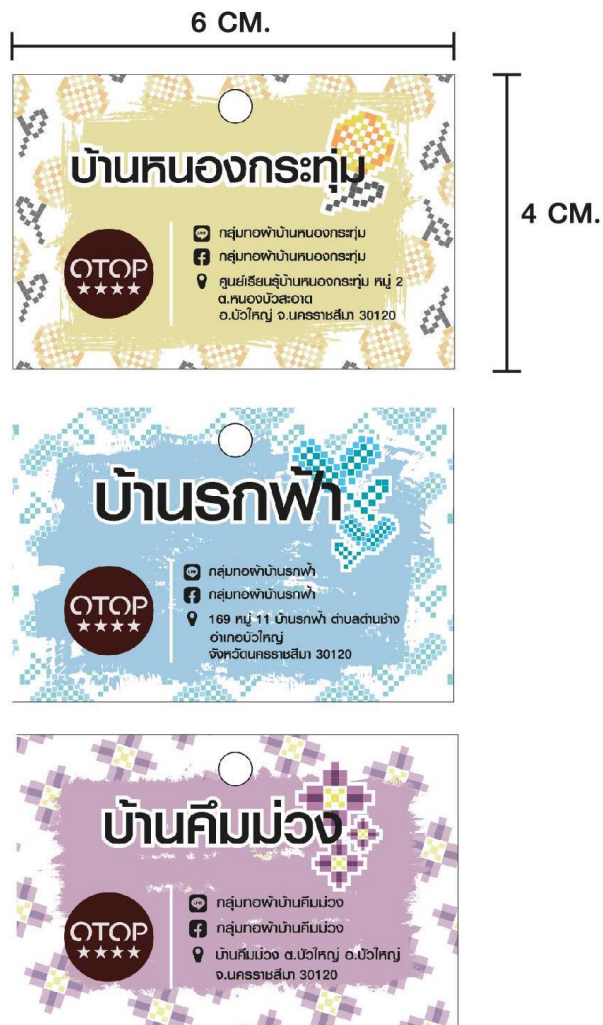 6 CM.
4 CM.
บ้านหนองกระทุ่ม
OTOP
LINE
กลุ่มทอผ้าบ้านหนองกระทุ่ม
f
กลุ่มทอผ้าบ้านหนองกระทุ่ม
ศูนย์เรียนรู้บ้านหนองกระทุ่ม หมู่ 2
ต.หนองบัวสะอาด
อ.บัวใหญ่ จ.นครราชสีมา 30120
บ้านรกฟ้า
OTOP
LINE
กลุ่มทอผ้าบ้านรกฟ้า
f
กลุ่มทอผ้าบ้านรกฟ้า
169 หมู่ 11 บ้านรกฟ้า ตำบลด่านช้าง
อำเภอบัวใหญ่
จังหวัดนครราชสีมา 30120
บ้านคึมม่วง
OTOP
LINE
กลุ่มทอผ้าบ้านคึมม่วง
f
กลุ่มทอผ้าบ้านคึมม่วง
บ้านคึมม่วง ต.บัวใหญ่ อ.บัวใหญ่
จ.นครราชสีมา 30120